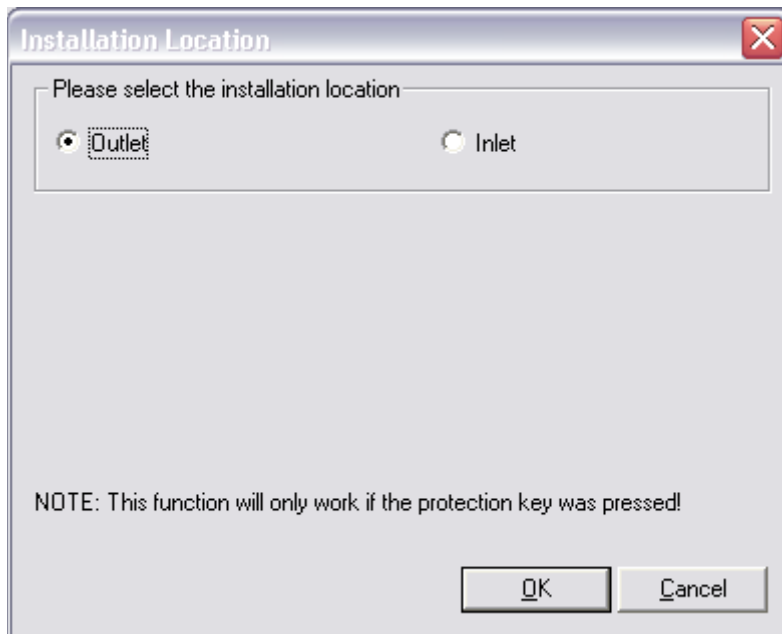 Installation Location
Please select the installation location
Outlet Inlet
NOTE: This function will only work if the protection key was pressed!
OK Cancel